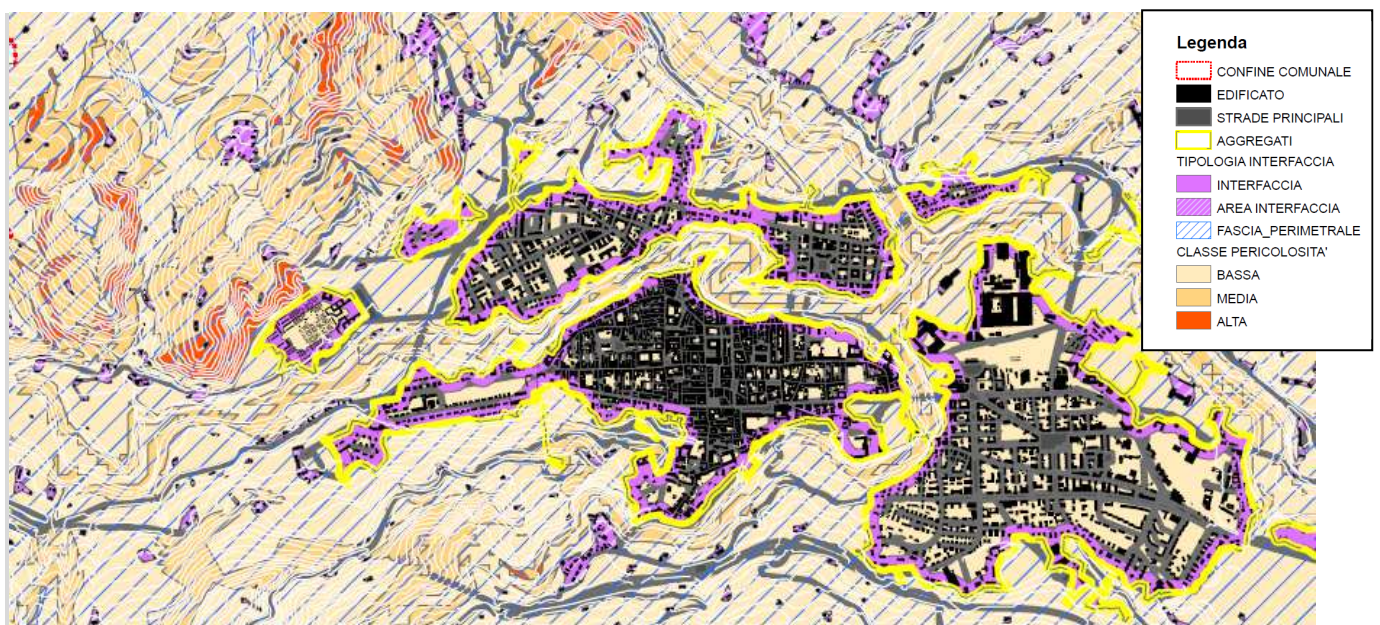 Legenda
CONFINE COMUNALE
EDIFICATO
STRADE PRINCIPALI
AGGREGATI
TIPOLOGIA INTERFACCIA
INTERFACCIA
AREA INTERFACCIA
FASCIA_PERIMETRALE
CLASSE PERICOLOSITA'
BASSA
MEDIA
ALTA